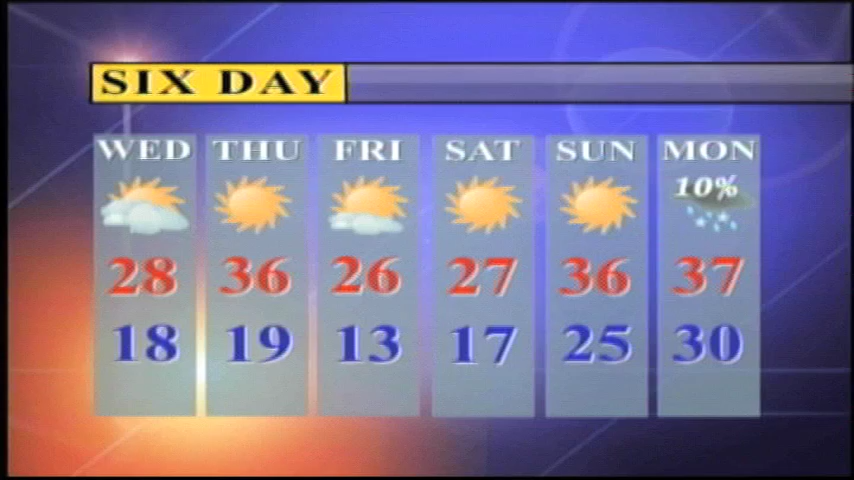 SIX DAY
WED THU FRI SAT SUN MON
10%
28 36 26 27 36 37
18 19 13 17 25 30